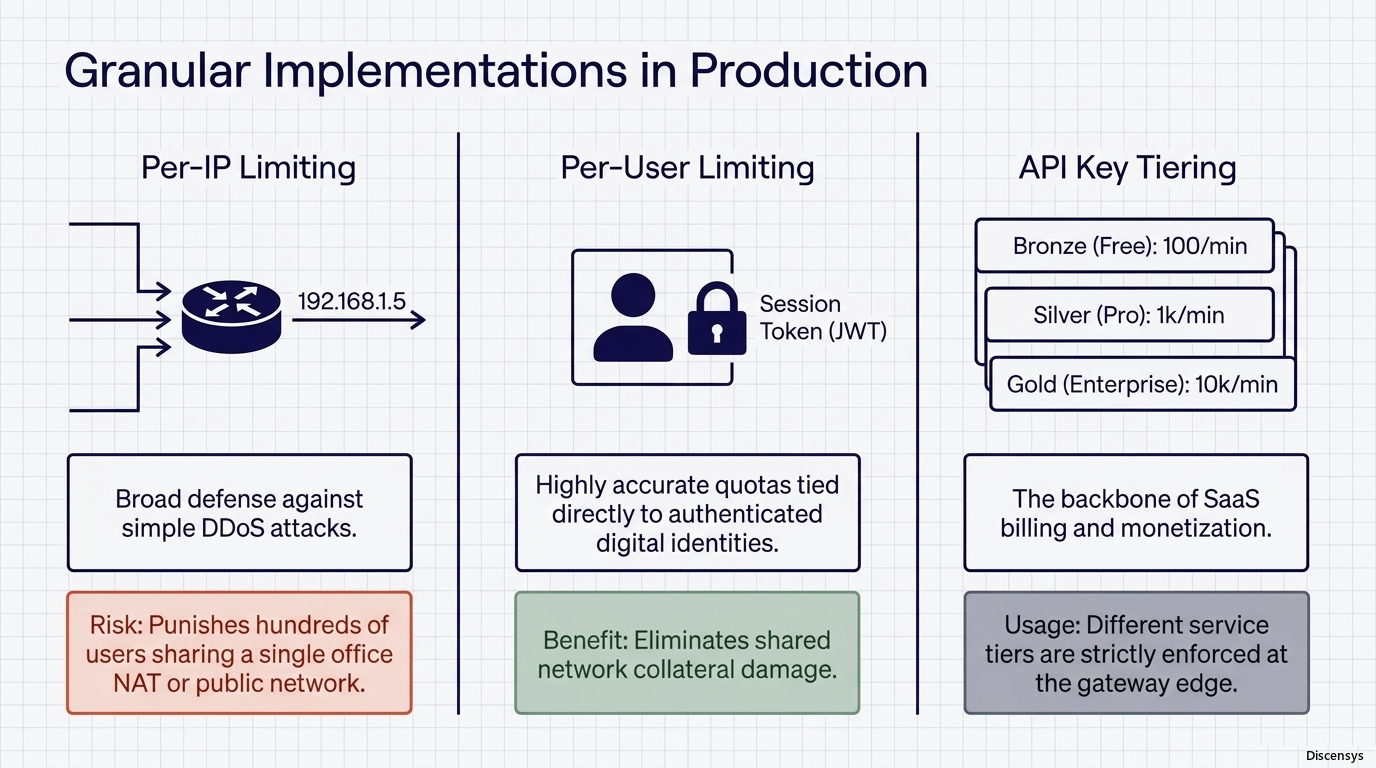 Granular Implementations in Production
Per-IP Limiting
192.168.1.5
Broad defense against
simple DDoS attacks.
Risk: Punishes hundreds of
users sharing a single office
NAT or public network.
Per-User Limiting
Session
Token (JWT)
Highly accurate quotas tied
directly to authenticated
digital identities.
Benefit: Eliminates shared
network collateral damage.
API Key Tiering
Bronze (Free): 100/min
Silver (Pro): 1k/min
Gold (Enterprise): 10k/min
The backbone of SaaS
billing and monetization.
Usage: Different service
tiers are strictly enforced at
the gateway edge.
Discensys